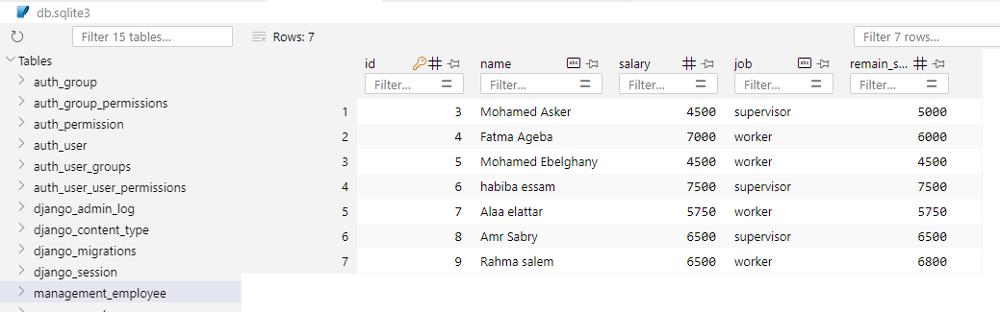 db.sqlite3
Filter 15 tables...
Rows: 7
Filter 7 rows...
Tables
auth_group
auth_group_permissions
auth_permission
auth_user
auth_user_groups
auth_user_user_permissions
django_admin_log
django_content_type
django_migrations
django_session
management_employee
id name abc salary job abc remain_s...
Filter... = Filter... = Filter... = Filter... = Filter... =
1 3 Mohamed Asker 4500 supervisor 5000
2 4 Fatma Ageba 7000 worker 6000
3 5 Mohamed Ebelghany 4500 worker 4500
4 6 habiba essam 7500 supervisor 7500
5 7 Alaa elattar 5750 worker 5750
6 8 Amr Sabry 6500 supervisor 6500
7 9 Rahma salem 6500 worker 6800